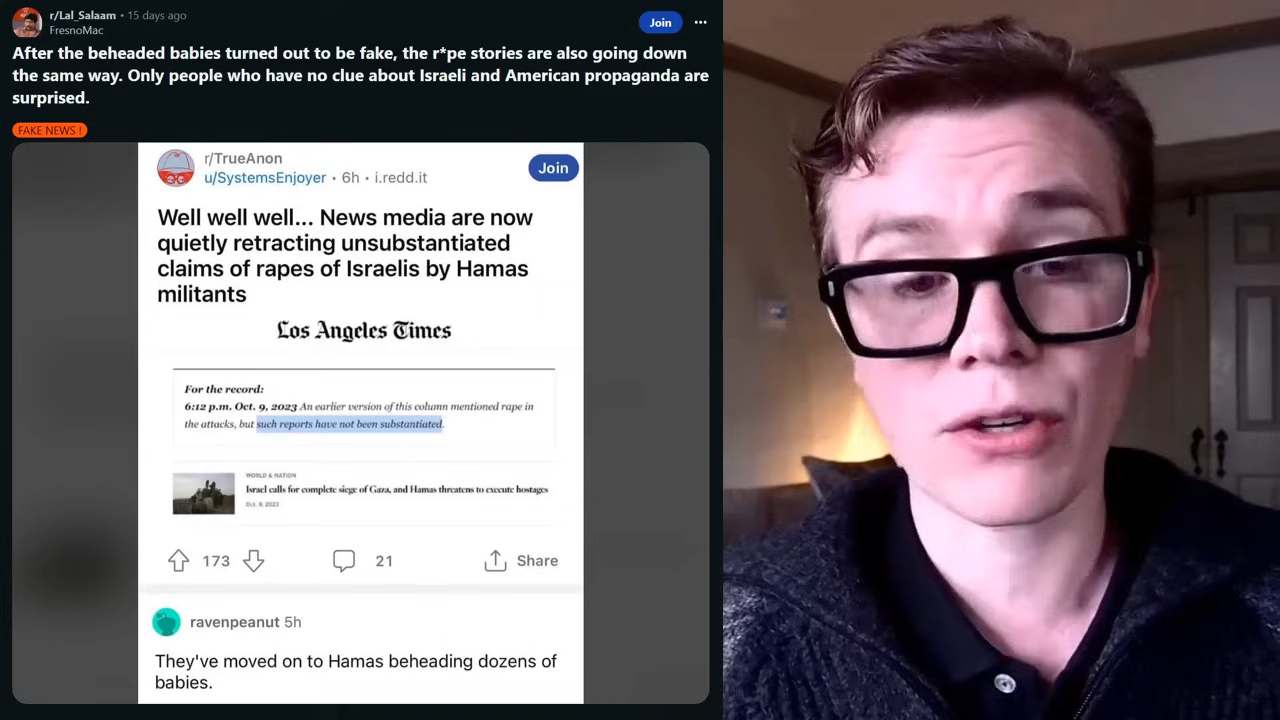 r/Lal_Salaam • 15 days ago
FresnoMac
Join
After the beheaded babies turned out to be fake, the r*pe stories are also going down
the same way. Only people who have no clue about Israeli and American propaganda are
surprised.
FAKE NEWS !
r/TrueAnon
u/SystemsEnjoyer • 6h • i.redd.it
Join
Well well well... News media are now
quietly retracting unsubstantiated
claims of rapes of Israelis by Hamas
militants
Los Angeles Times
For the record:
6:12 p.m. Oct. 9, 2023 An earlier version of this column mentioned rape in
the attacks, but such reports have not been substantiated.
WORLD & NATION
Israel calls for complete siege of Gaza, and Hamas threatens to execute hostages
Oct. 9, 2023
173
21
Share
ravenpeanut 5h
They've moved on to Hamas beheading dozens of
babies.